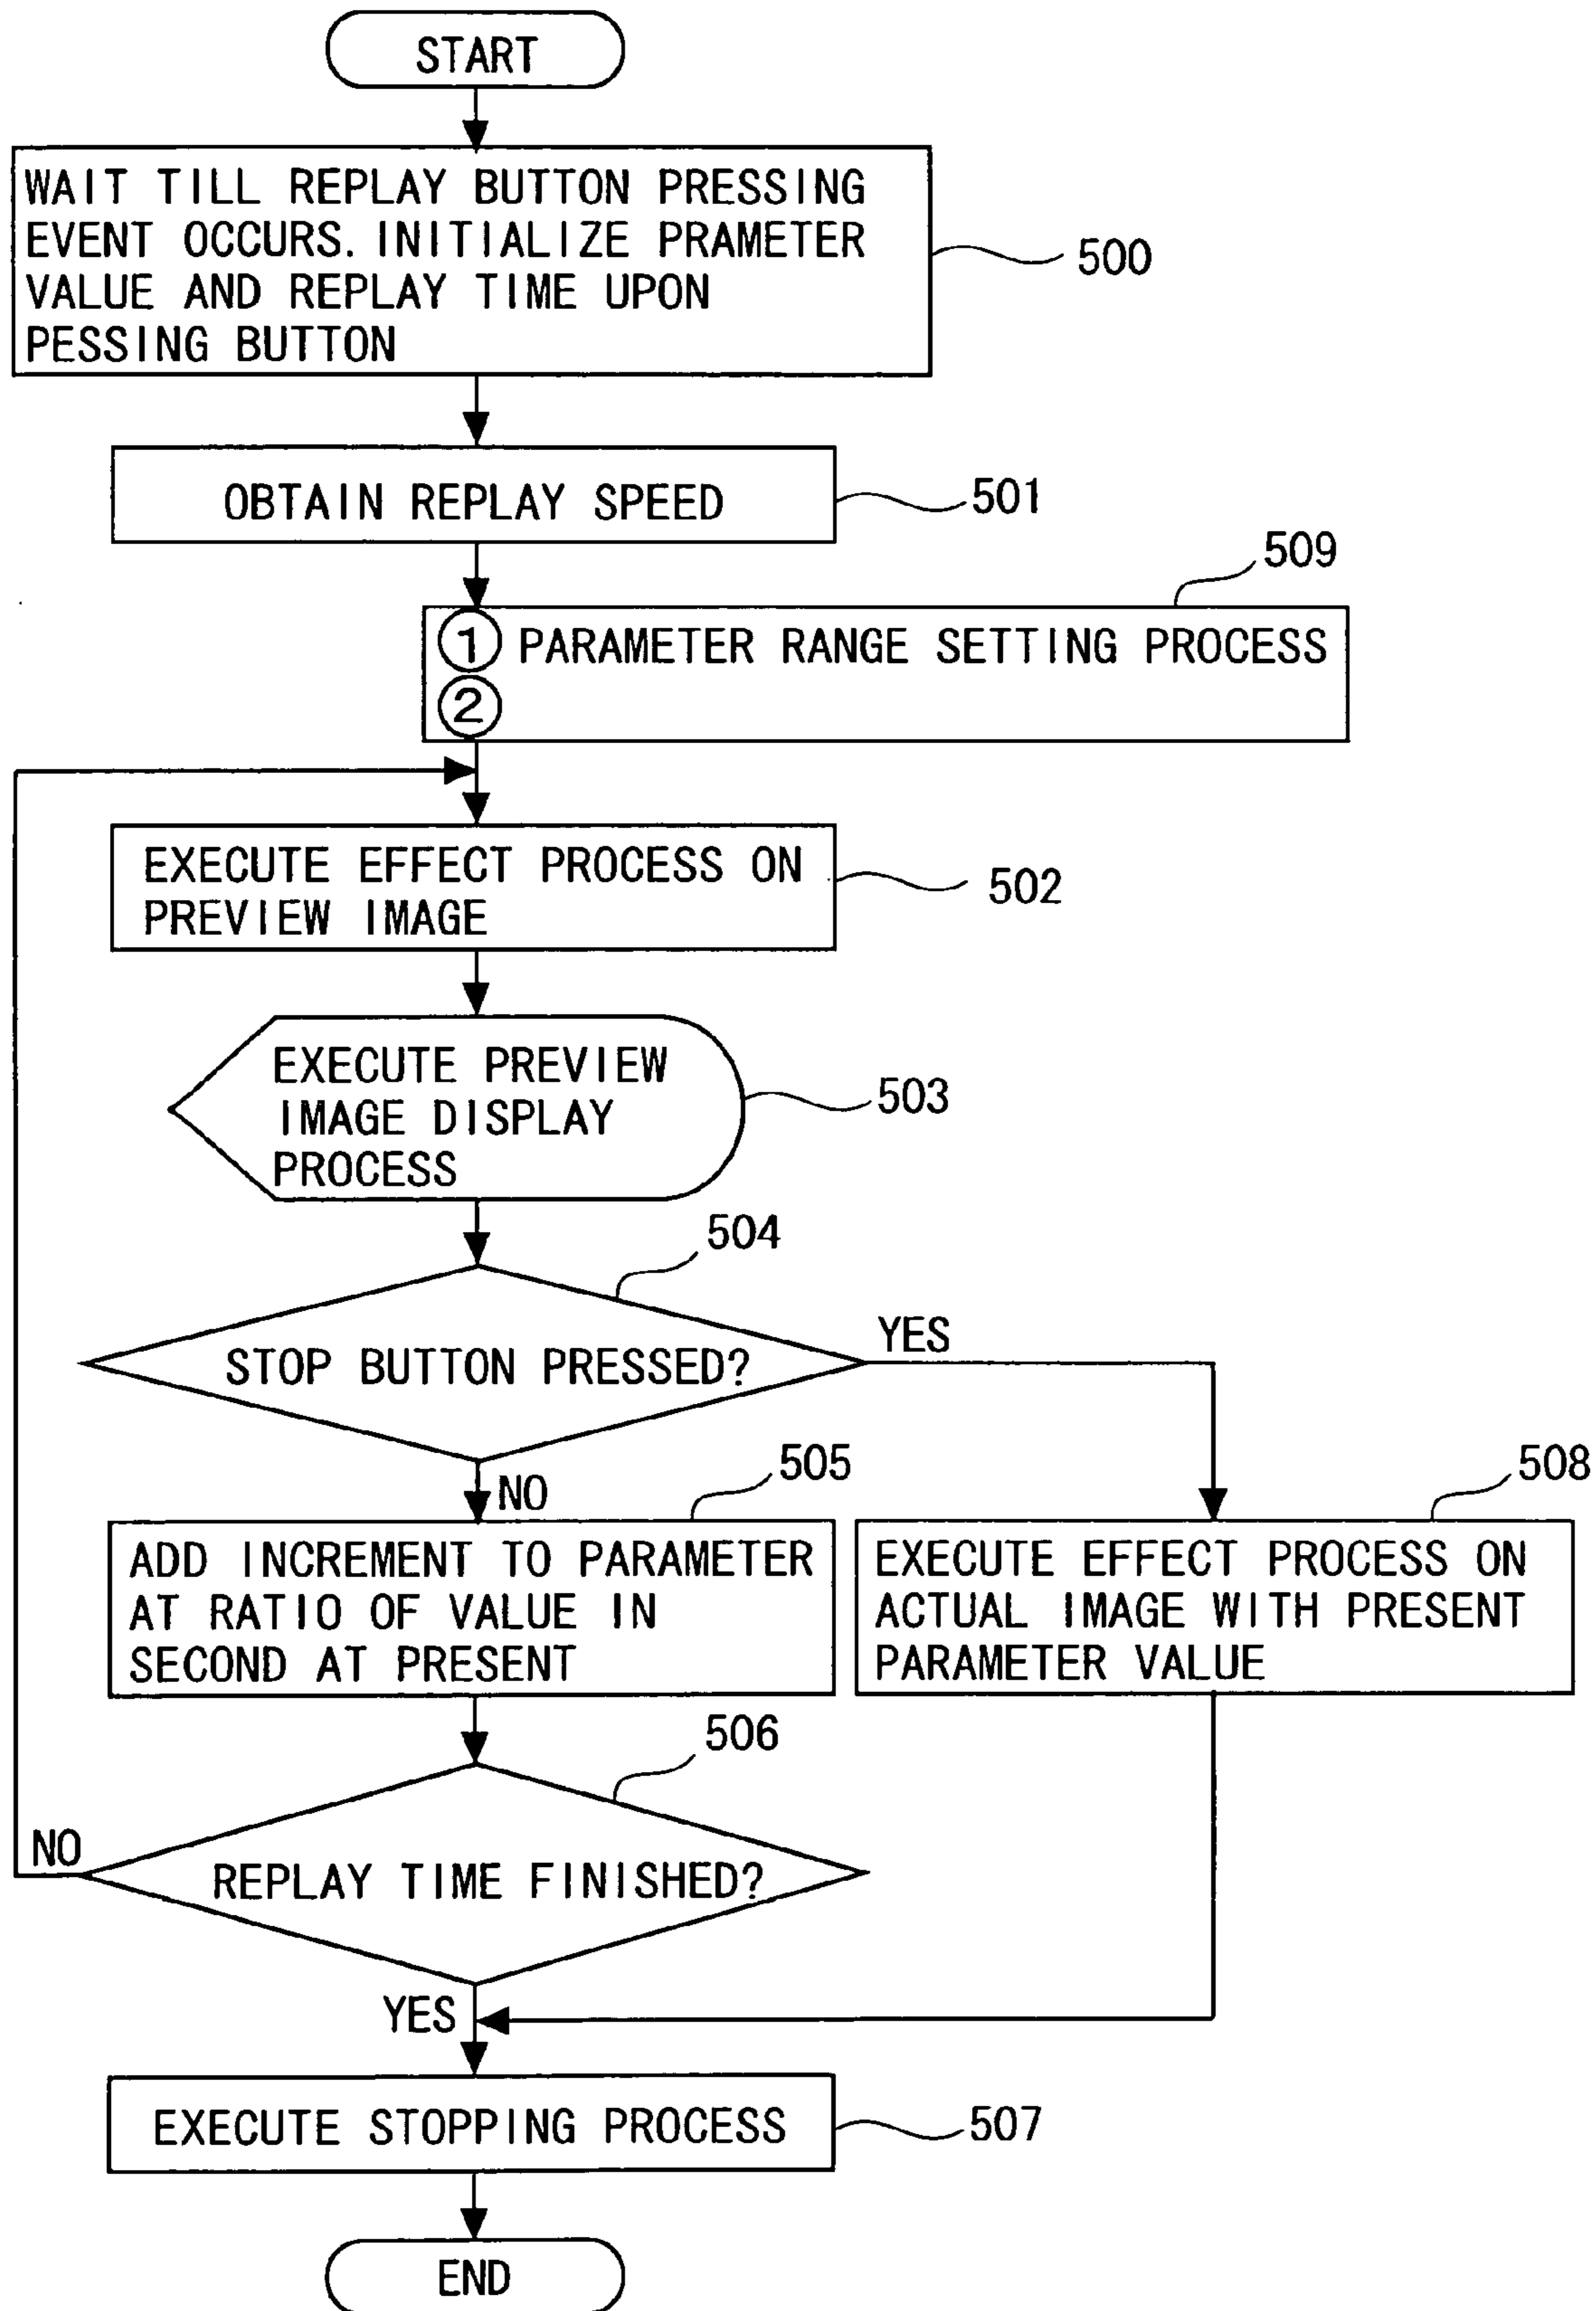 START
WAIT TILL REPLAY BUTTON PRESSING
EVENT OCCURS. INITIALIZE PRAMETER
VALUE AND REPLAY TIME UPON
PESSING BUTTON
500
OBTAIN REPLAY SPEED
501
509
① PARAMETER RANGE SETTING PROCESS
②
EXECUTE EFFECT PROCESS ON
PREVIEW IMAGE
502
EXECUTE PREVIEW
IMAGE DISPLAY
PROCESS
503
504
STOP BUTTON PRESSED?
YES
NO
505
ADD INCREMENT TO PARAMETER
AT RATIO OF VALUE IN
SECOND AT PRESENT
508
EXECUTE EFFECT PROCESS ON
ACTUAL IMAGE WITH PRESENT
PARAMETER VALUE
506
NO
REPLAY TIME FINISHED?
YES
EXECUTE STOPPING PROCESS
507
END